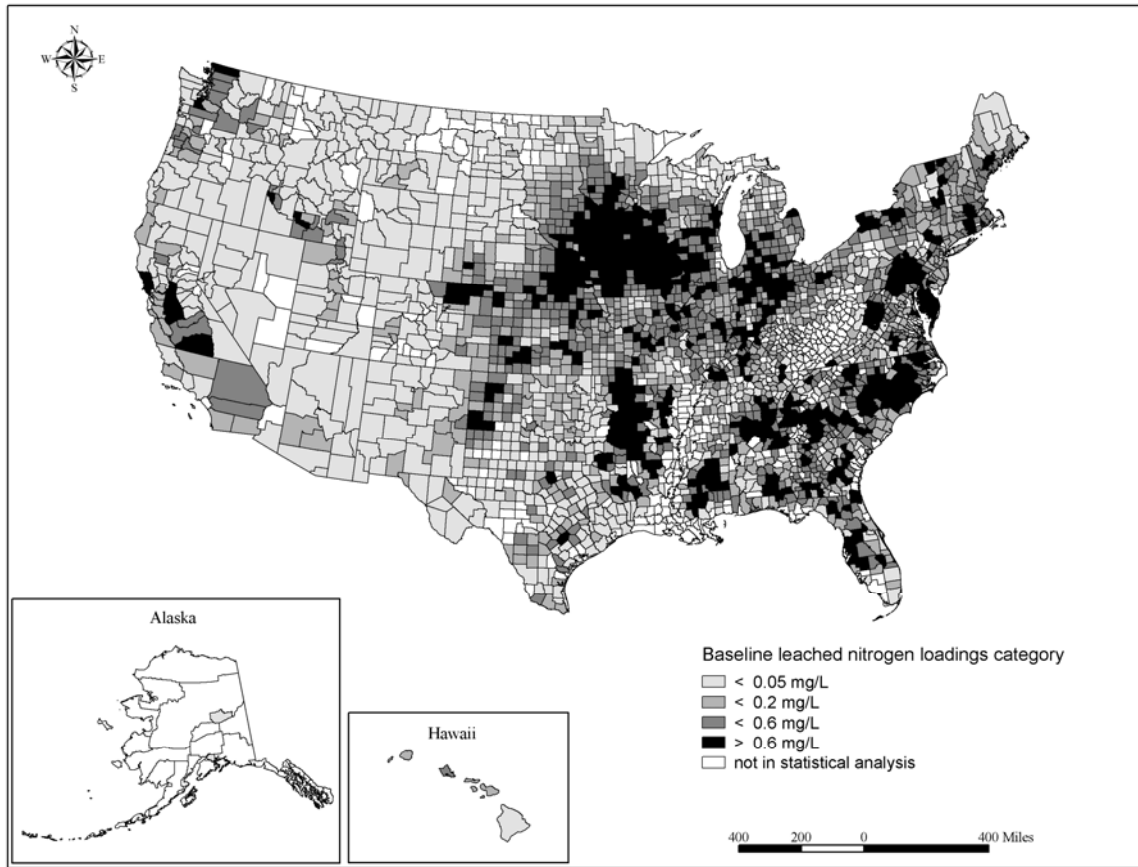 N
W E
S
Alaska
Hawaii
Baseline leached nitrogen loadings category
< 0.05 mg/L
< 0.2 mg/L
< 0.6 mg/L
> 0.6 mg/L
not in statistical analysis
400 200 0 400 Miles